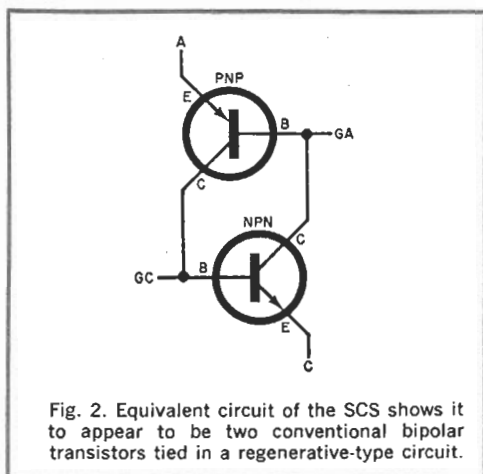 A
PNP
E
B
GA
C
NPN
C
GC
B
E
C
Fig. 2. Equivalent circuit of the SCS shows it
to appear to be two conventional bipolar
transistors tied in a regenerative-type circuit.